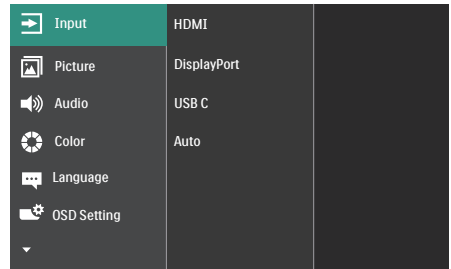 Input
HDMI
Picture
DisplayPort
Audio
USB C
Color
Auto
Language
OSD Setting